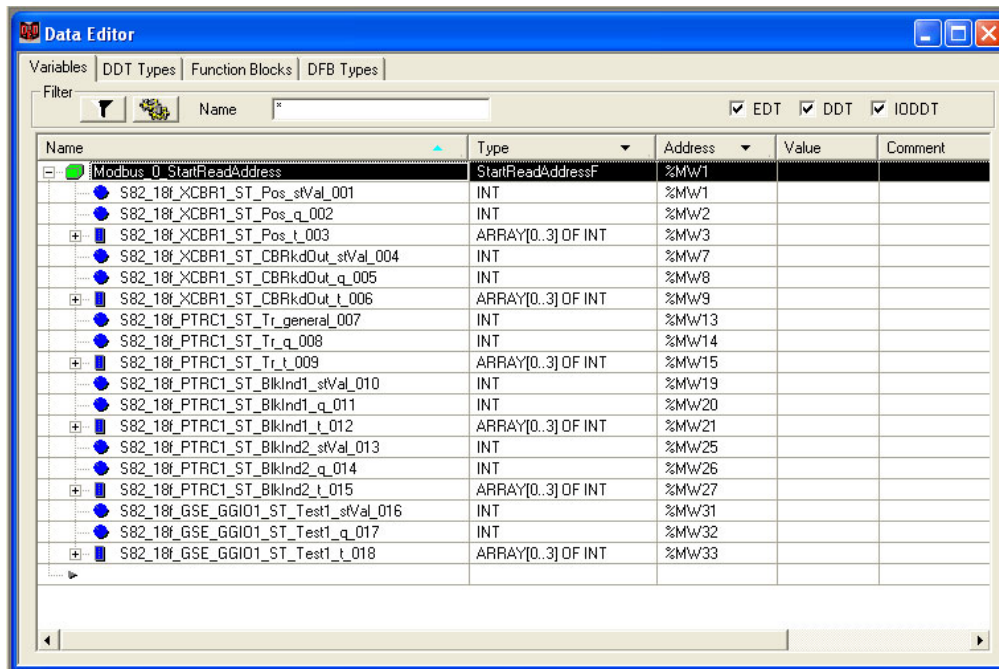 Data Editor
Variables DDT Types Function Blocks DFB Types
Filter
Name * EDT DDT IODDT
Name Type Address Value Comment
Modbus_0_StartReadAddress StartReadAddressF %MW1
S82_18f_XCBR1_ST_Pos_stVal_001 INT %MW1
S82_18f_XCBR1_ST_Pos_q_002 INT %MW2
S82_18f_XCBR1_ST_Pos_t_003 ARRAY[0..3] OF INT %MW3
S82_18f_XCBR1_ST_CBRkdOut_stVal_004 INT %MW7
S82_18f_XCBR1_ST_CBRkdOut_q_005 INT %MW8
S82_18f_XCBR1_ST_CBRkdOut_t_006 ARRAY[0..3] OF INT %MW9
S82_18f_PTRC1_ST_Tr_general_007 INT %MW13
S82_18f_PTRC1_ST_Tr_q_008 INT %MW14
S82_18f_PTRC1_ST_Tr_t_009 ARRAY[0..3] OF INT %MW15
S82_18f_PTRC1_ST_BlkInd1_stVal_010 INT %MW19
S82_18f_PTRC1_ST_BlkInd1_q_011 INT %MW20
S82_18f_PTRC1_ST_BlkInd1_t_012 ARRAY[0..3] OF INT %MW21
S82_18f_PTRC1_ST_BlkInd2_stVal_013 INT %MW25
S82_18f_PTRC1_ST_BlkInd2_q_014 INT %MW26
S82_18f_PTRC1_ST_BlkInd2_t_015 ARRAY[0..3] OF INT %MW27
S82_18f_GSE_GGIO1_ST_Test1_stVal_016 INT %MW31
S82_18f_GSE_GGIO1_ST_Test1_q_017 INT %MW32
S82_18f_GSE_GGIO1_ST_Test1_t_018 ARRAY[0..3] OF INT %MW33